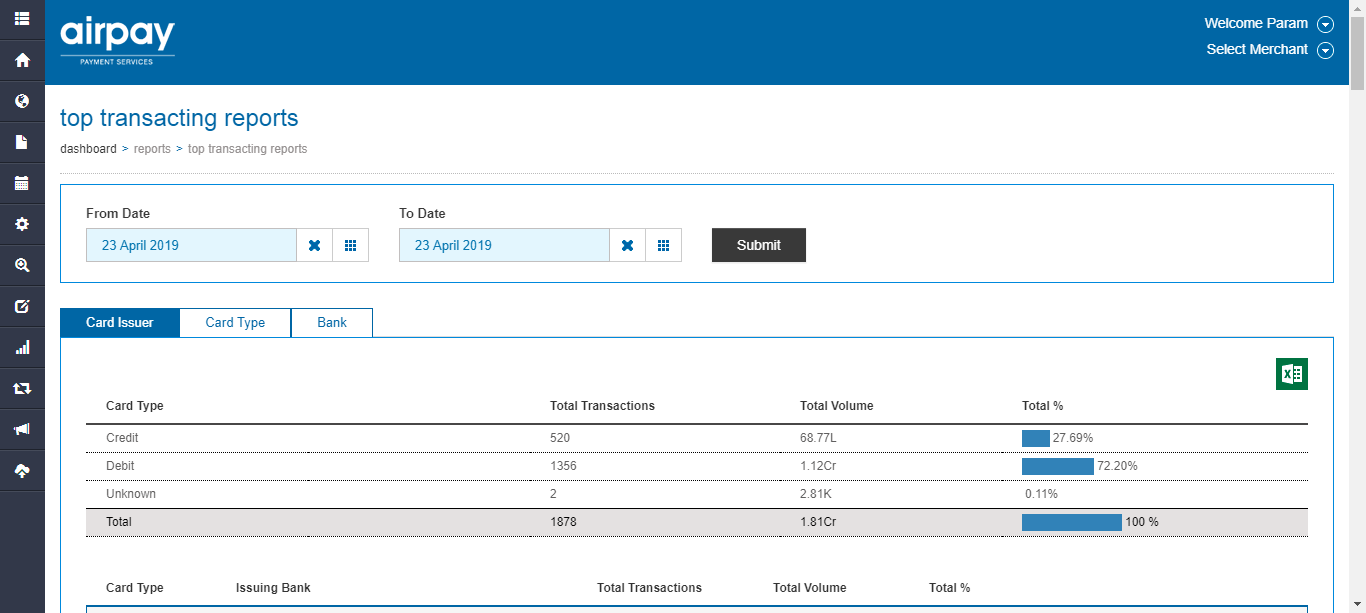 airpay
PAYMENT SERVICES
Welcome Param
Select Merchant
top transacting reports
dashboard > reports > top transacting reports
From Date To Date
23 April 2019 23 April 2019 Submit
Card Issuer Card Type Bank
Card Type Total Transactions Total Volume Total %
Credit 520 68.77L 27.69%
Debit 1356 1.12Cr 72.20%
Unknown 2 2.81K 0.11%
Total 1878 1.81Cr 100 %
Card Type Issuing Bank Total Transactions Total Volume Total %